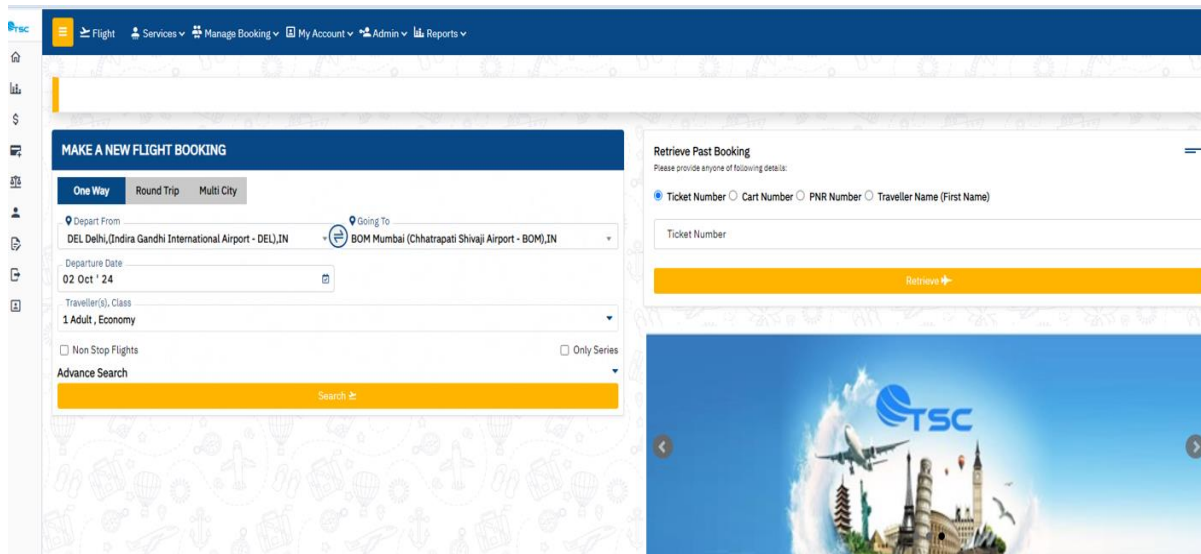 TSC
Flight Services Manage Booking My Account Admin Reports
MAKE A NEW FLIGHT BOOKING
One Way Round Trip Multi City
Depart From
DEL Delhi,(Indira Gandhi International Airport - DEL),IN
Going To
BOM Mumbai (Chhatrapati Shivaji Airport - BOM),IN
Departure Date
02 Oct ' 24
Traveller(s), Class
1 Adult , Economy
Non Stop Flights
Only Series
Advance Search
Search
Retrieve Past Booking
Please provide anyone of following details:
Ticket Number Cart Number PNR Number Traveller Name (First Name)
Ticket Number
Retrieve
TSC